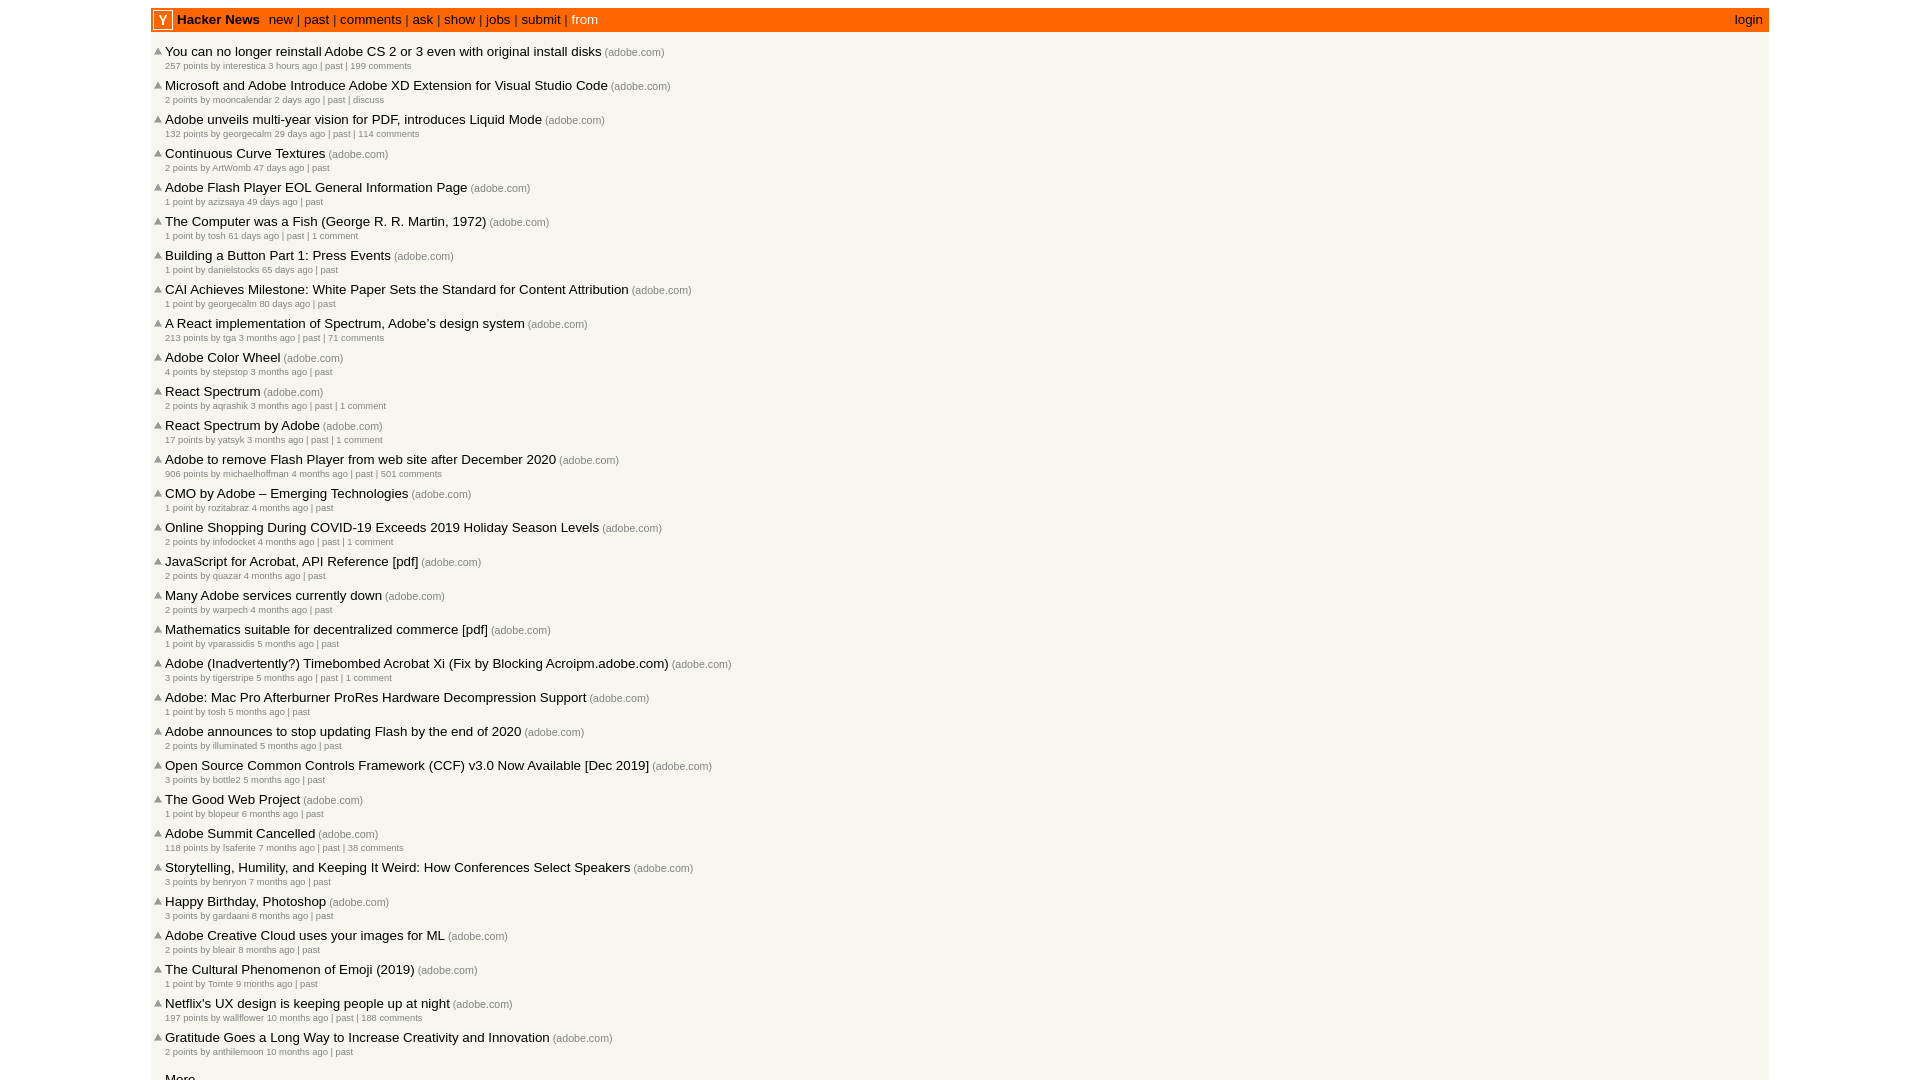 Y Hacker News new | past | comments | ask | show | jobs | submit | from login
You can no longer reinstall Adobe CS 2 or 3 even with original install disks (adobe.com)
257 points by interestica 3 hours ago | past | 199 comments
Microsoft and Adobe Introduce Adobe XD Extension for Visual Studio Code (adobe.com)
2 points by mooncalendar 2 days ago | past | discuss
Adobe unveils multi-year vision for PDF, introduces Liquid Mode (adobe.com)
132 points by georgecalm 29 days ago | past | 114 comments
Continuous Curve Textures (adobe.com)
2 points by ArtWomb 47 days ago | past
Adobe Flash Player EOL General Information Page (adobe.com)
1 point by azizsaya 49 days ago | past
The Computer was a Fish (George R. R. Martin, 1972) (adobe.com)
1 point by tosh 61 days ago | past | 1 comment
Building a Button Part 1: Press Events (adobe.com)
1 point by danielstocks 65 days ago | past
CAI Achieves Milestone: White Paper Sets the Standard for Content Attribution (adobe.com)
1 point by georgecalm 80 days ago | past
A React implementation of Spectrum, Adobe’s design system (adobe.com)
213 points by tga 3 months ago | past | 71 comments
Adobe Color Wheel (adobe.com)
4 points by stepstop 3 months ago | past
React Spectrum (adobe.com)
2 points by aqrashik 3 months ago | past | 1 comment
React Spectrum by Adobe (adobe.com)
17 points by yatsyk 3 months ago | past | 1 comment
Adobe to remove Flash Player from web site after December 2020 (adobe.com)
906 points by michaelhoffman 4 months ago | past | 501 comments
CMO by Adobe – Emerging Technologies (adobe.com)
1 point by rozitabraz 4 months ago | past
Online Shopping During COVID-19 Exceeds 2019 Holiday Season Levels (adobe.com)
2 points by infodocket 4 months ago | past | 1 comment
JavaScript for Acrobat, API Reference [pdf] (adobe.com)
2 points by quazar 4 months ago | past
Many Adobe services currently down (adobe.com)
2 points by warpech 4 months ago | past
Mathematics suitable for decentralized commerce [pdf] (adobe.com)
1 point by vparassidis 5 months ago | past
Adobe (Inadvertently?) Timebombed Acrobat Xi (Fix by Blocking Acroipm.adobe.com) (adobe.com)
3 points by tigerstripe 5 months ago | past | 1 comment
Adobe: Mac Pro Afterburner ProRes Hardware Decompression Support (adobe.com)
1 point by tosh 5 months ago | past
Adobe announces to stop updating Flash by the end of 2020 (adobe.com)
2 points by illuminated 5 months ago | past
Open Source Common Controls Framework (CCF) v3.0 Now Available [Dec 2019] (adobe.com)
3 points by bottle2 5 months ago | past
The Good Web Project (adobe.com)
1 point by blopeur 6 months ago | past
Adobe Summit Cancelled (adobe.com)
118 points by lsaferite 7 months ago | past | 38 comments
Storytelling, Humility, and Keeping It Weird: How Conferences Select Speakers (adobe.com)
3 points by benryon 7 months ago | past
Happy Birthday, Photoshop (adobe.com)
3 points by gardaani 8 months ago | past
Adobe Creative Cloud uses your images for ML (adobe.com)
2 points by bleair 8 months ago | past
The Cultural Phenomenon of Emoji (2019) (adobe.com)
1 point by Tomte 9 months ago | past
Netflix's UX design is keeping people up at night (adobe.com)
197 points by wallflower 10 months ago | past | 188 comments
Gratitude Goes a Long Way to Increase Creativity and Innovation (adobe.com)
2 points by anthilemoon 10 months ago | past
More